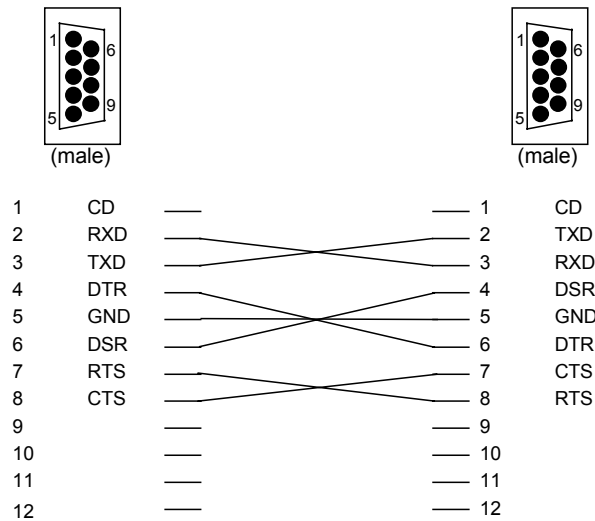 1 6 1 6
5 9 5 9
(male) (male)
1 CD 1 CD
2 RXD 2 TXD
3 TXD 3 RXD
4 DTR 4 DSR
5 GND 5 GND
6 DSR 6 DTR
7 RTS 7 CTS
8 CTS 8 RTS
9 9
10 10
11 11
12 12